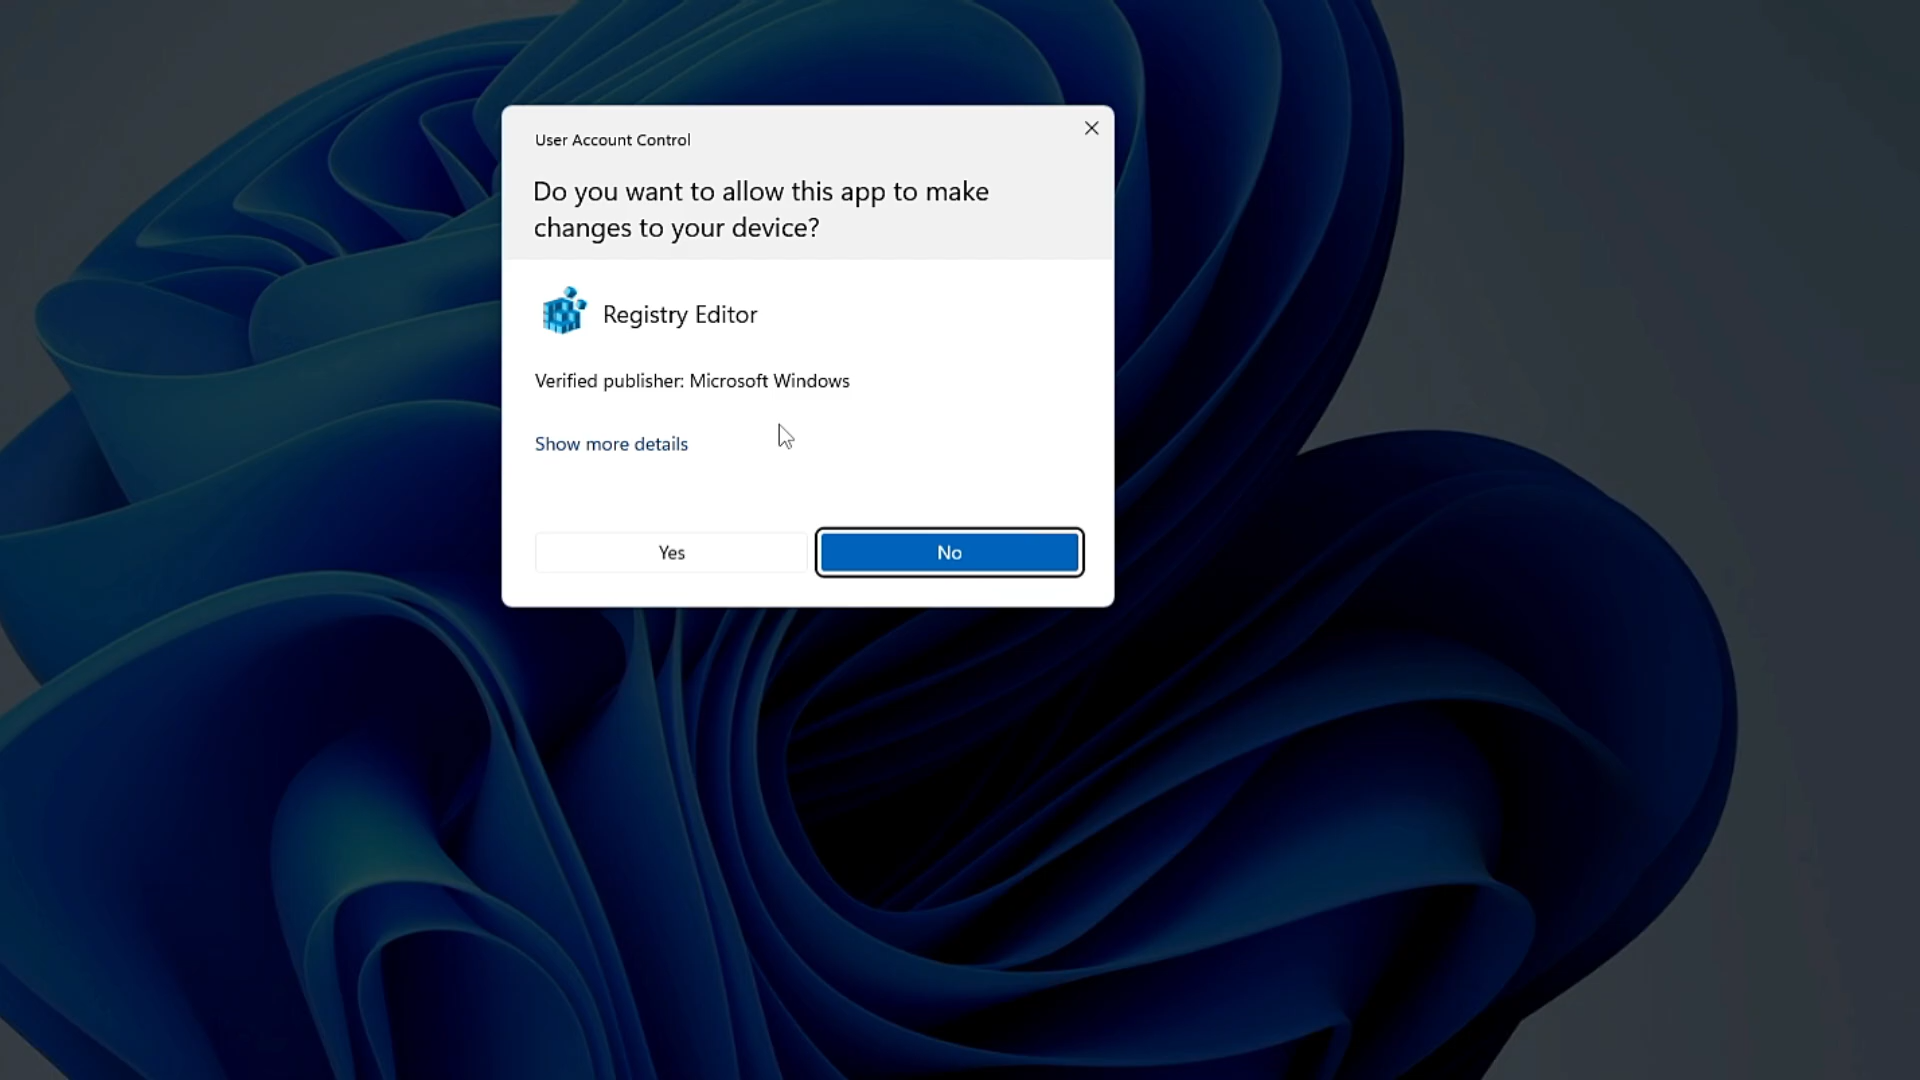 User Account Control
Do you want to allow this app to make
changes to your device?
Registry Editor
Verified publisher: Microsoft Windows
Show more details
Yes
No